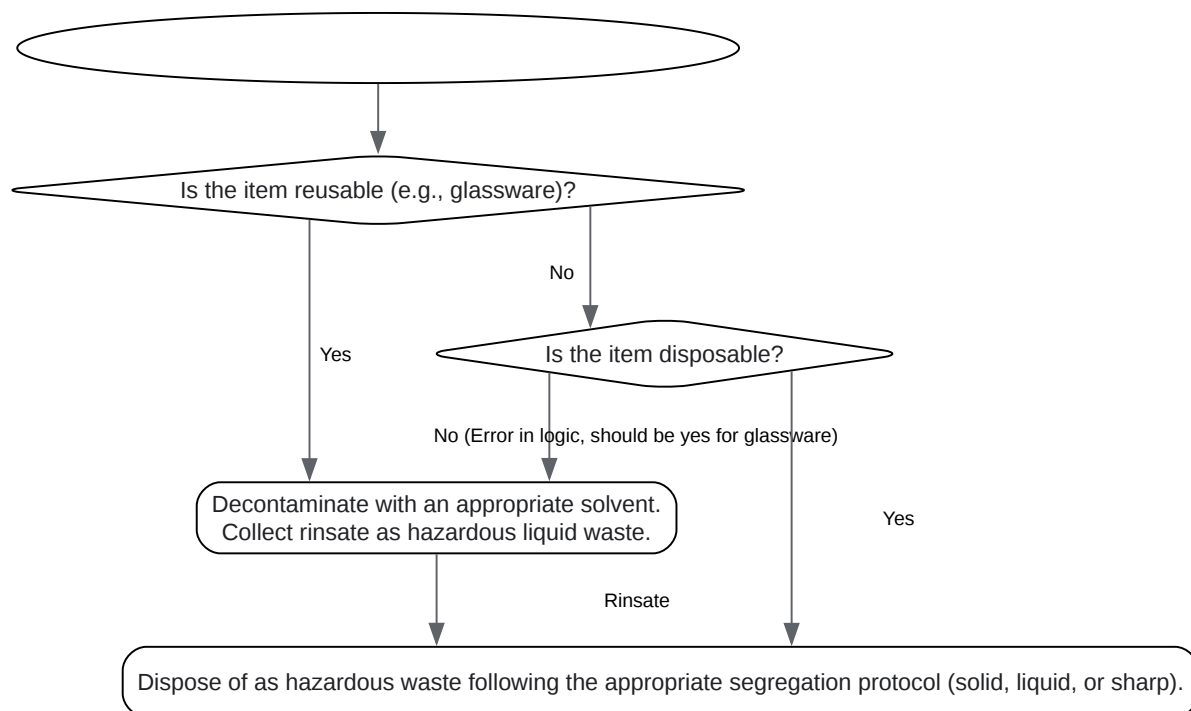 Is the item reusable (e.g., glassware)?
No
Yes
Is the item disposable?
No (Error in logic, should be yes for glassware)
Decontaminate with an appropriate solvent.
Collect rinsate as hazardous liquid waste.
Yes
Rinsate
Dispose of as hazardous waste following the appropriate segregation protocol (solid, liquid, or sharp).